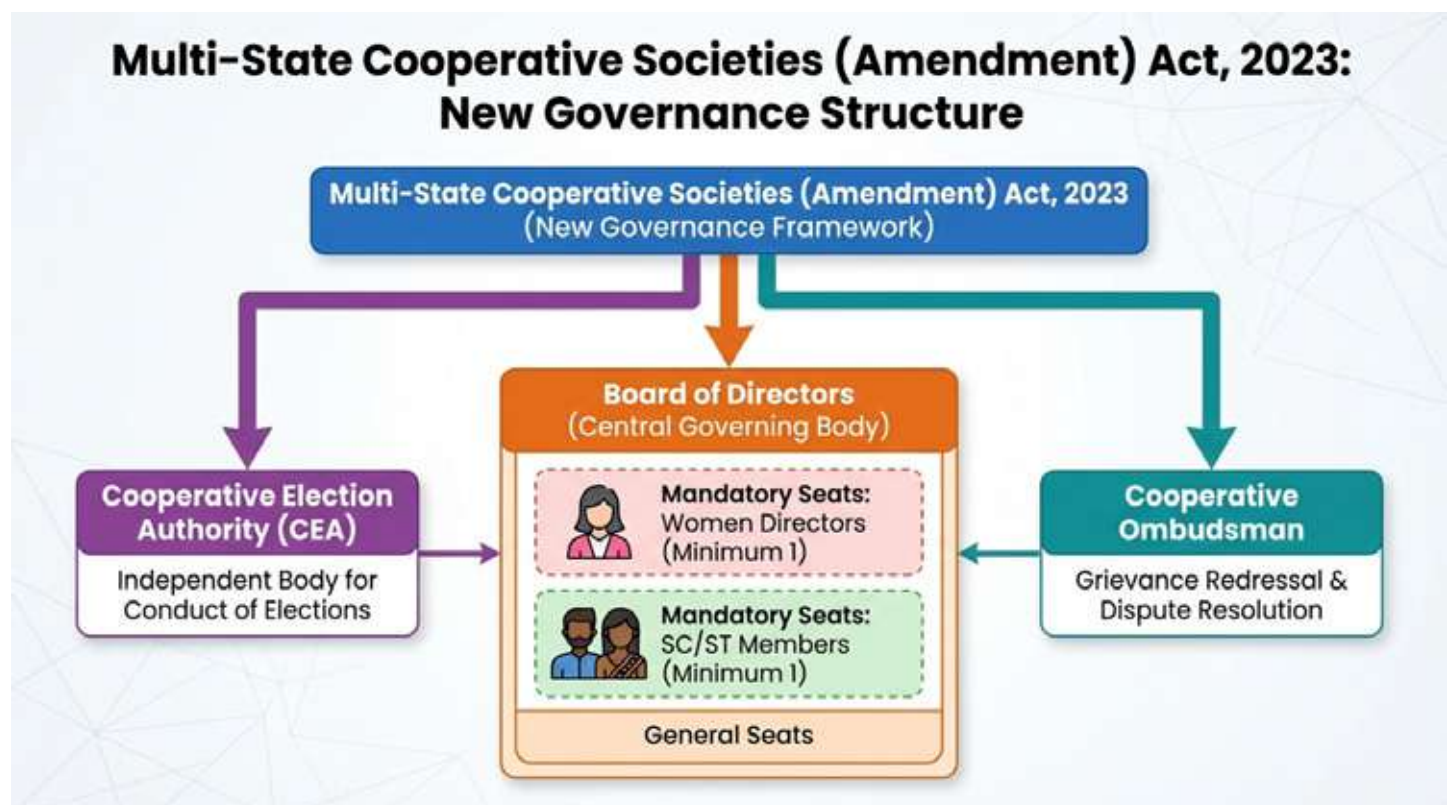 Multi-State Cooperative Societies (Amendment) Act, 2023:
New Governance Structure
Multi-State Cooperative Societies (Amendment) Act, 2023
(New Governance Framework)
Cooperative Election
Authority (CEA)
Independent Body for
Conduct of Elections
Board of Directors
(Central Governing Body)
Mandatory Seats:
Women Directors
(Minimum 1)
Mandatory Seats:
SC/ST Members
(Minimum 1)
General Seats
Cooperative
Ombudsman
Grievance Redressal &
Dispute Resolution